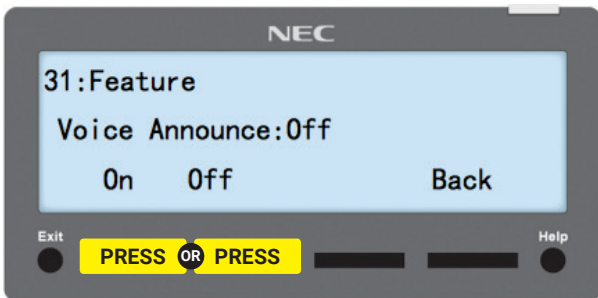 NEC
31:Feature
Voice Announce:Off
On Off Back
Exit Help
PRESS OR PRESS